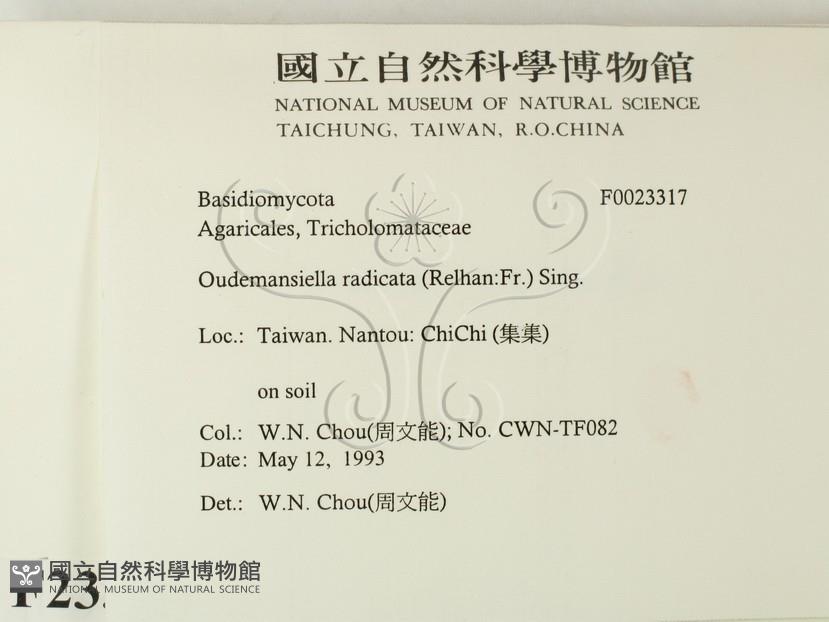 國立自然科學博物館
NATIONAL MUSEUM OF NATURAL SCIENCE
TAICHUNG, TAIWAN, R.O.CHINA
Basidiomycota F0023317
Agaricales, Tricholomataceae
Oudemansiella radicata (Relhan:Fr.) Sing.
Loc.: Taiwan. Nantou: ChiChi (集集)
on soil
Col.: W.N. Chou(周文能); No. CWN-TF082
Date: May 12, 1993
Det.: W.N. Chou(周文能)
國立自然科學博物館
NATIONAL MUSEUM OF NATURAL SCIENCE